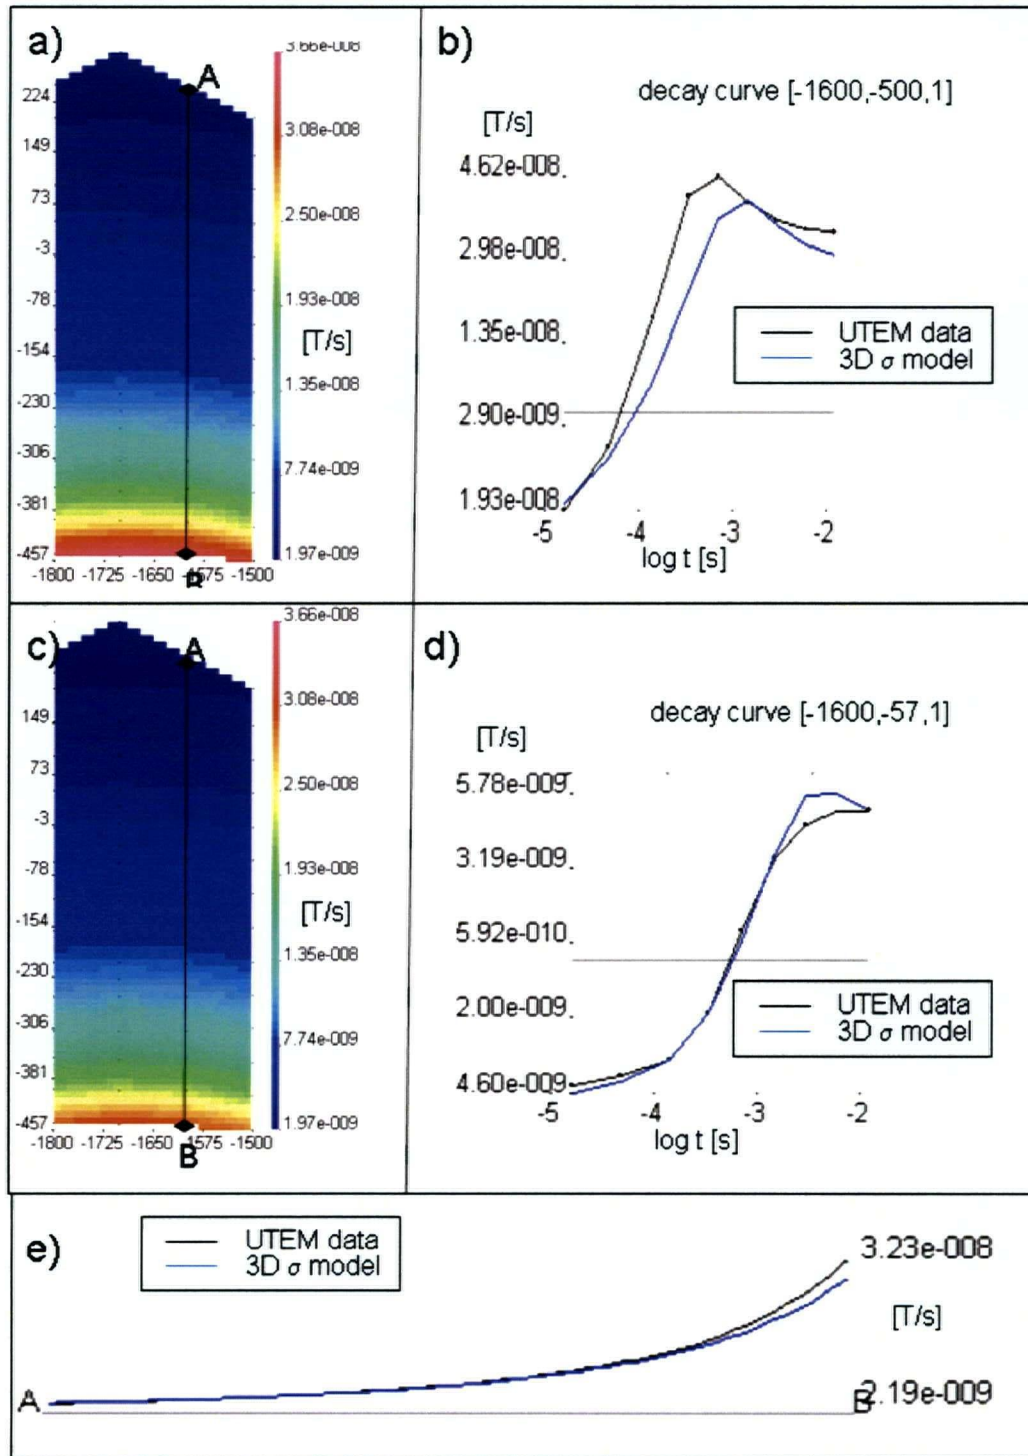 a)
3.66e-008
A
224
3.08e-008
149
73
2.50e-008
-3
1.93e-008
-78
[T/s]
-154
1.35e-008
-230
-306
7.74e-009
-381
-457
1.97e-009
-1800 -1725 -1650 -1575 -1500
B
b)
decay curve [-1600,-500,1]
[T/s]
4.62e-008
2.98e-008
1.35e-008
2.90e-009
1.93e-008
UTEM data
3D σ model
-5 -4 -3 -2
log t [s]
c)
3.66e-008
A
3.08e-008
149
73
2.50e-008
-3
1.93e-008
-78
[T/s]
-154
1.35e-008
-230
-306
7.74e-009
-381
-457
1.97e-009
-1800 -1725 -1650 -1575 -1500
B
d)
decay curve [-1600,-57,1]
[T/s]
5.78e-009
3.19e-009
5.92e-010
2.00e-009
4.60e-009
UTEM data
3D σ model
-5 -4 -3 -2
log t [s]
e)
UTEM data
3D σ model
3.23e-008
[T/s]
A
B
2.19e-009